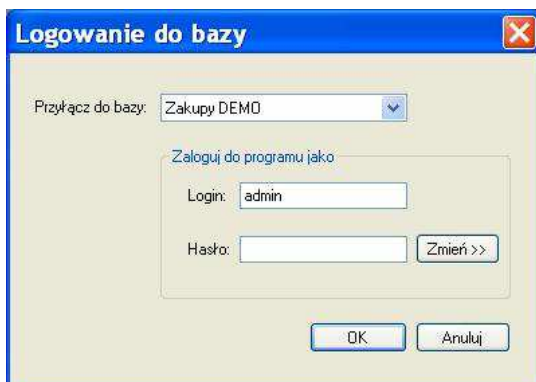 Logowanie do bazy
Przyłącz do bazy: Zakupy DEMO
Zaloguj do programu jako
Login: admin
Hasło: Zmień >>
OK Anuluj